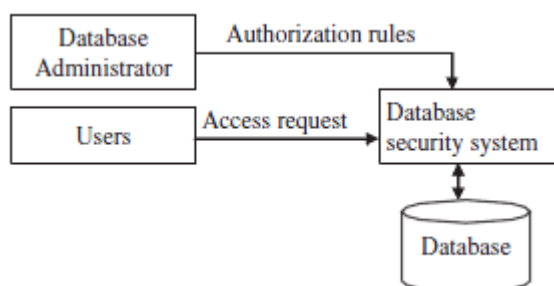 Database
Administrator
Authorization rules
Users
Access request
Database
security system
Database